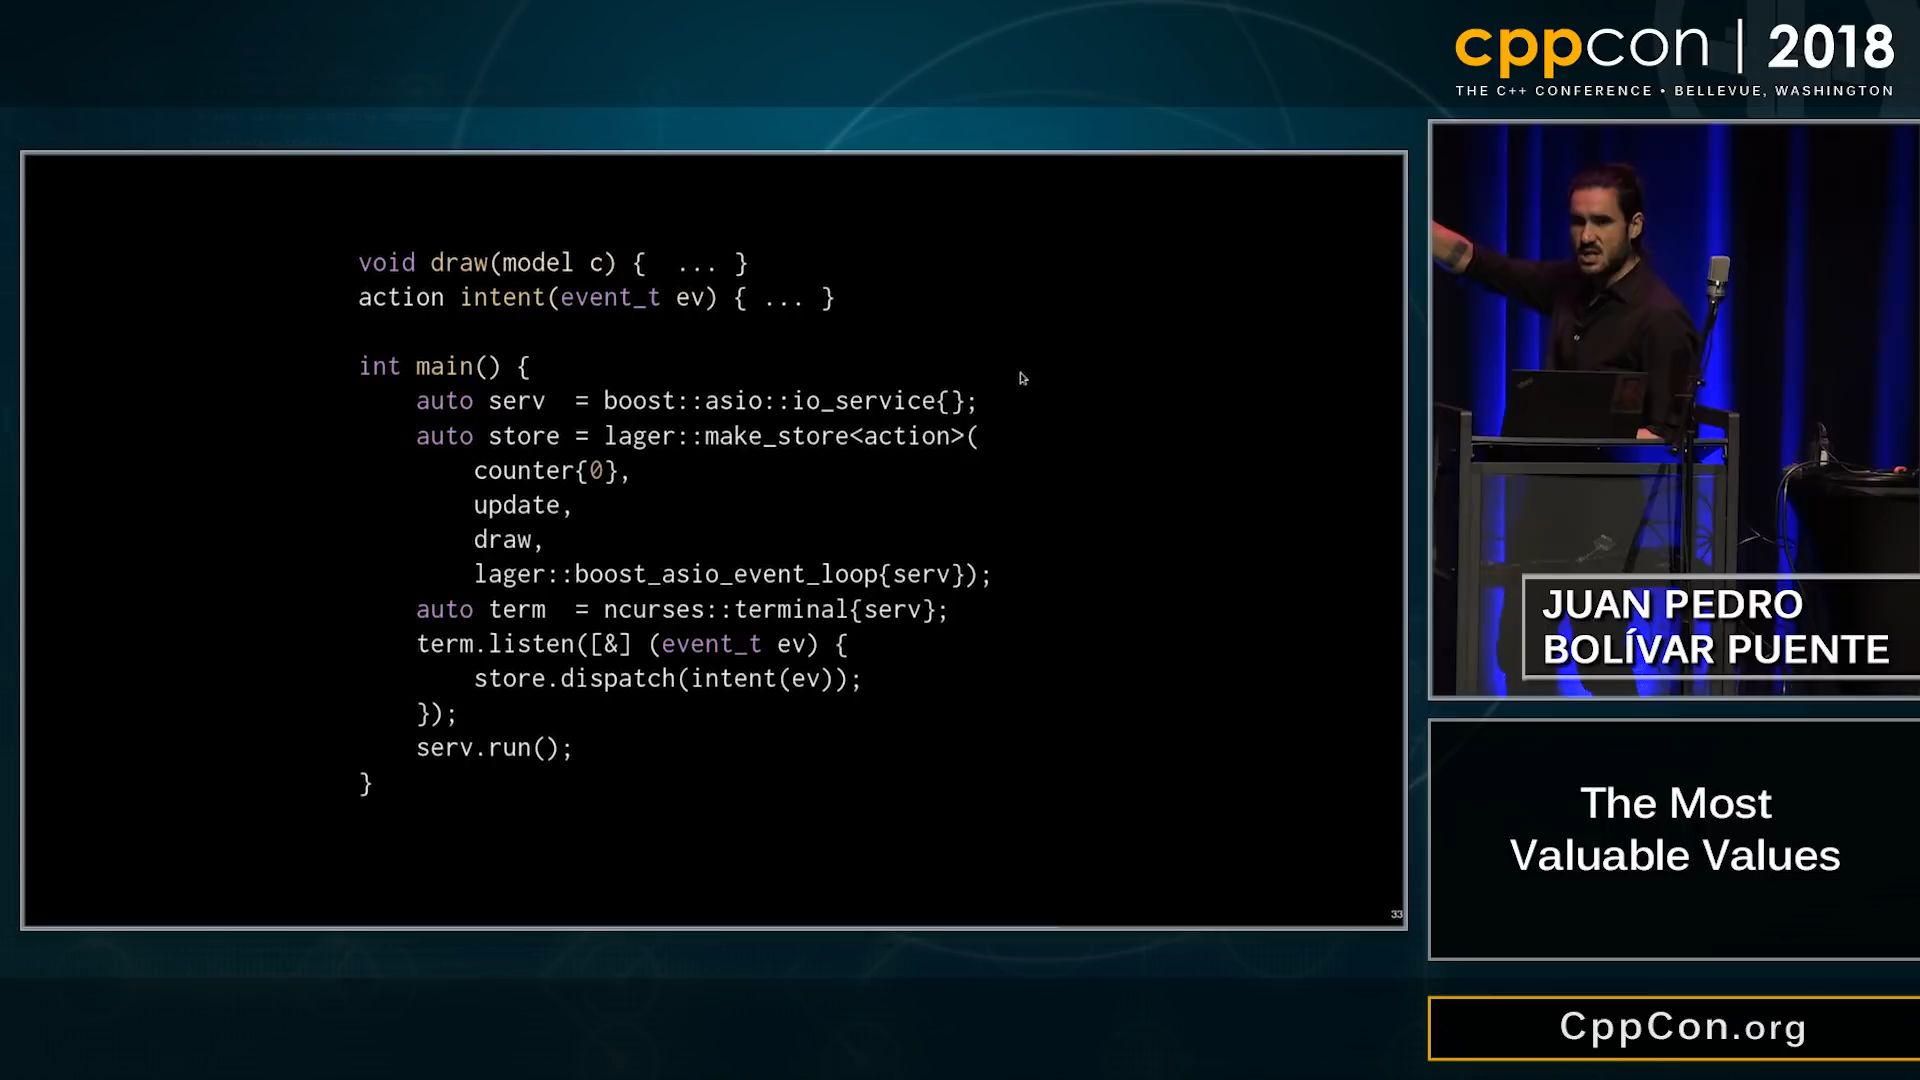 cppcon | 2018
THE C++ CONFERENCE • BELLEVUE, WASHINGTON
void draw(model c) {  ... }
action intent(event_t ev) { ... }
int main() {
    auto serv  = boost::asio::io_service{};
    auto store = lager::make_store<action>(
        counter{0},
        update,
        draw,
        lager::boost_asio_event_loop{serv});
    auto term  = ncurses::terminal{serv};
    term.listen([&] (event_t ev) {
        store.dispatch(intent(ev));
    });
    serv.run();
}
33
JUAN PEDRO
BOLÍVAR PUENTE
The Most
Valuable Values
CppCon.org